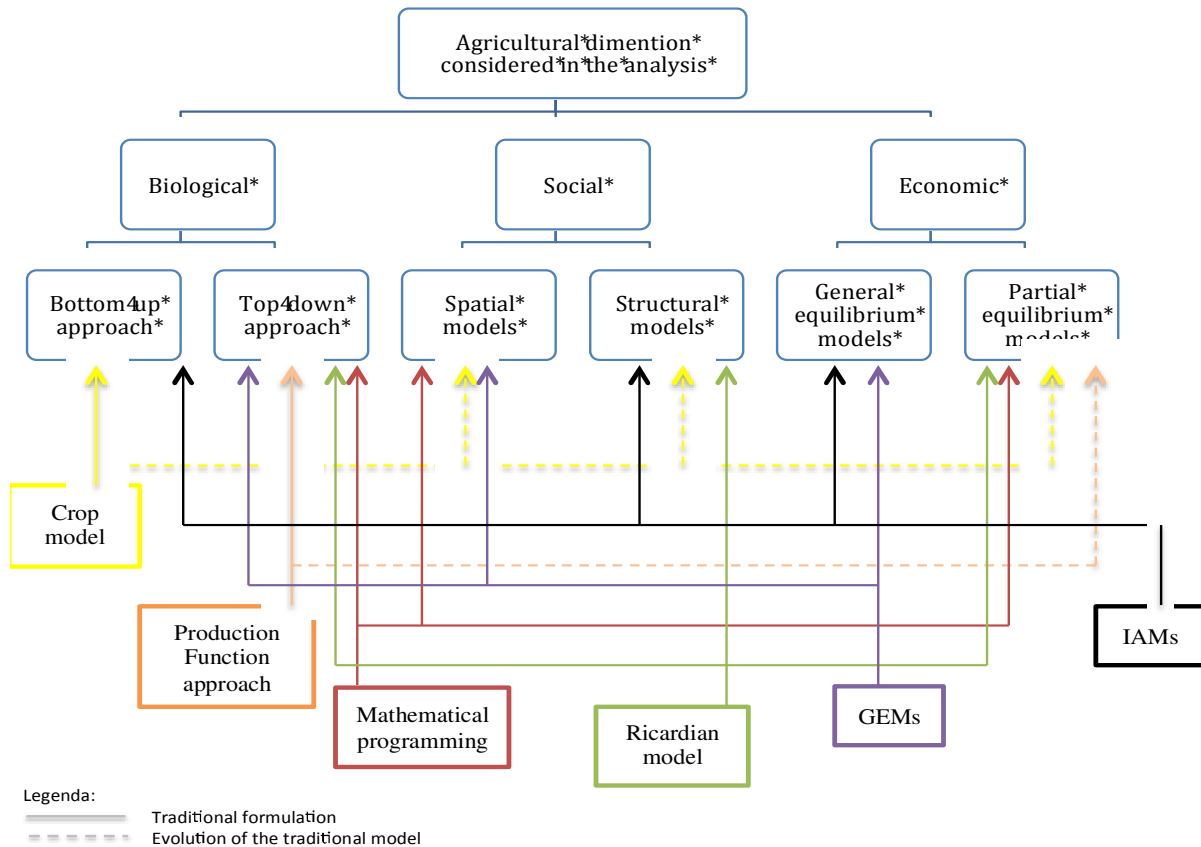 Agricultural*dimention*
considered*in*the*analysis*
Biological*
Social*
Economic*
Bottom4up*
approach*
Top4down*
approach*
Spatial*
models*
Structural*
models*
General*
equilibrium*
models*
Partial*
equilibrium*
models*
Crop
model
Production
Function
approach
Mathematical
programming
Ricardian
model
GEMs
IAMs
Legenda:
Traditional formulation
Evolution of the traditional model